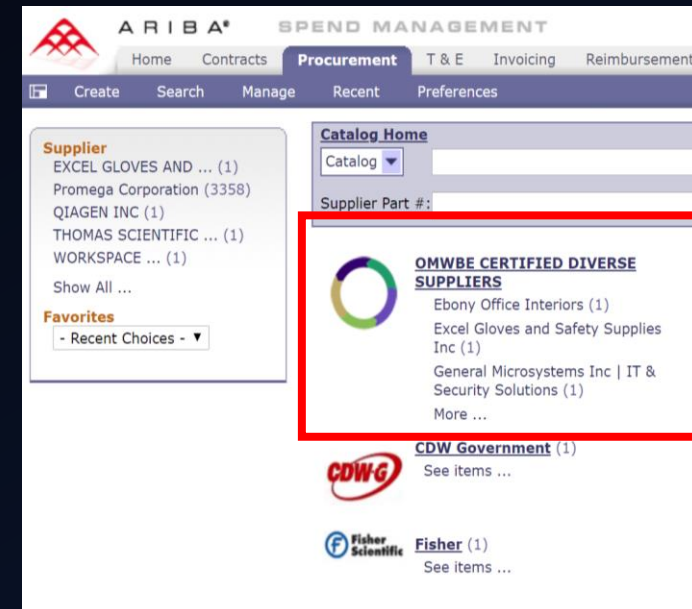 ARIBA® SPEND MANAGEMENT
Home Contracts Procurement T & E Invoicing Reimbursement
Create Search Manage Recent Preferences
Supplier
EXCEL GLOVES AND ... (1)
Promega Corporation (3358)
QIAGEN INC (1)
THOMAS SCIENTIFIC ... (1)
WORKSPACE ... (1)
Show All ...
Favorites
- Recent Choices - ▼
Catalog Home
Catalog
Supplier Part #:
OMWBE CERTIFIED DIVERSE
SUPPLIERS
Ebony Office Interiors (1)
Excel Gloves and Safety Supplies
Inc (1)
General Microsystems Inc | IT &
Security Solutions (1)
More ...
CDW•G
CDW Government (1)
See items ...
Fisher
Scientific
Fisher (1)
See items ...